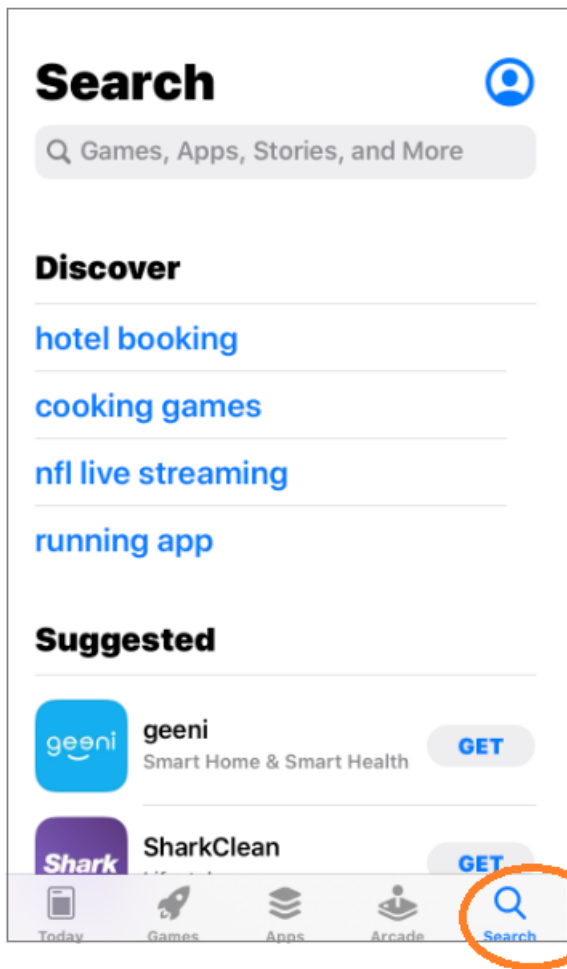 Search
Games, Apps, Stories, and More
Discover
hotel booking
cooking games
nfl live streaming
running app
Suggested
geeni
geeni
Smart Home & Smart Health
GET
Shark
SharkClean
GET
Today
Games
Apps
Arcade
Search